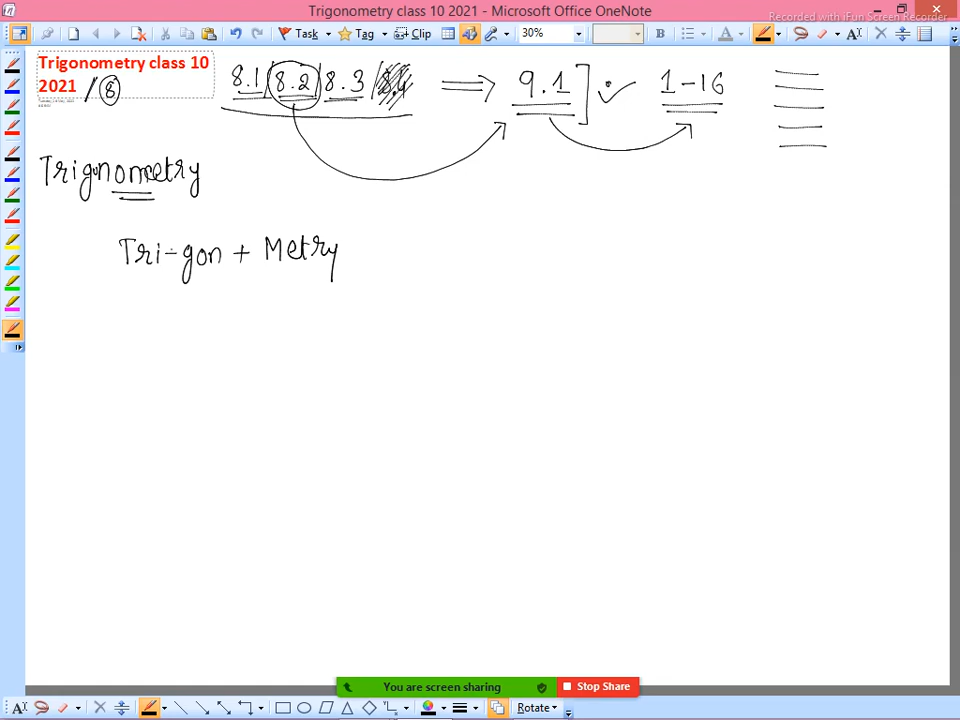 Trigonometry class 10 2021 - Microsoft Office OneNote
Recorded with iFun Screen Recorder
Task Tag Clip 30% B A
Trigonometry class 10
2021 / 8
8.1 / 8.2 / 8.3 / 8.4 ⇒ 9.1 ] ✓ 1-16
Trigonometry
Tri-gon + Metry
You are screen sharing Stop Share
Rotate